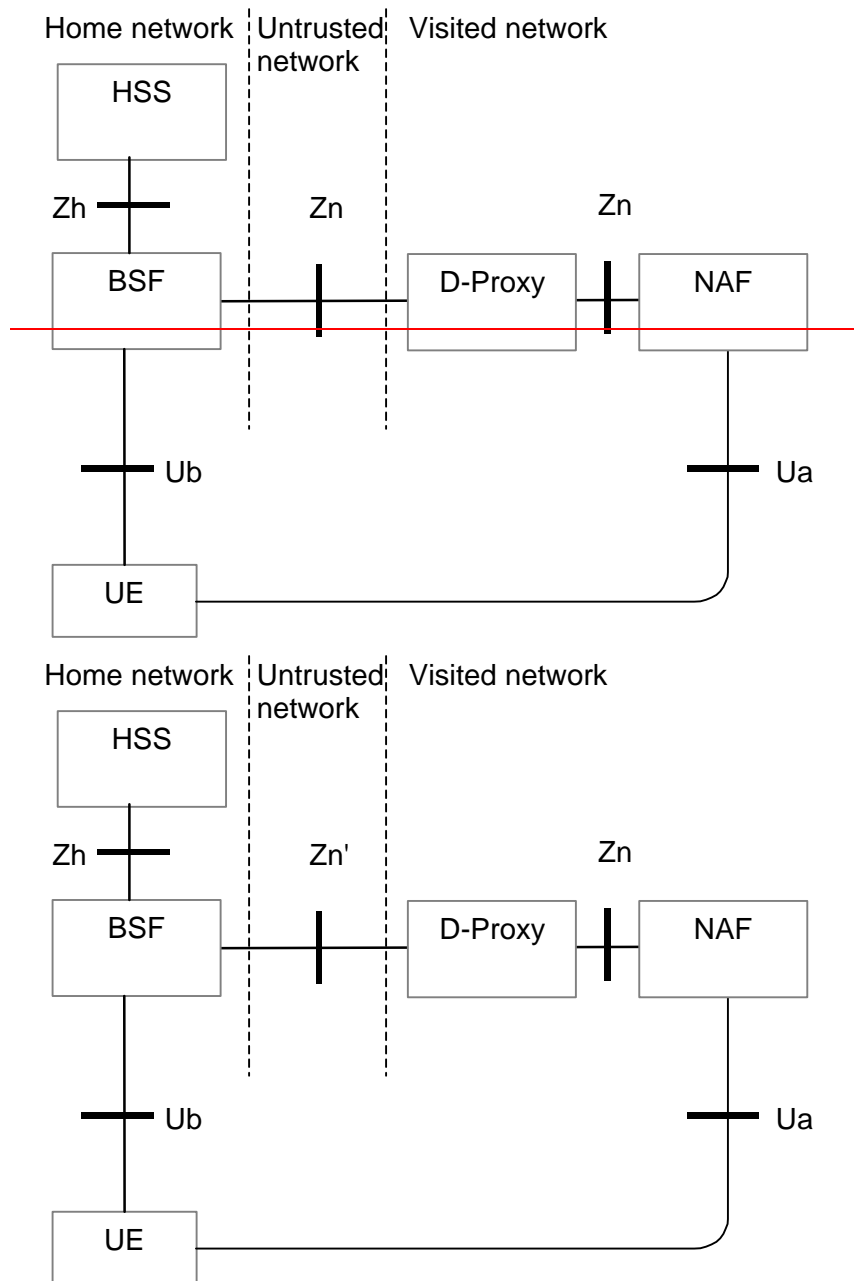 Home network
Untrusted
network
Visited network
HSS
Zh
Zn
Zn
BSF
D-Proxy
NAF
Ub
Ua
UE
Home network
Untrusted
network
Visited network
HSS
Zh
Zn'
Zn
BSF
D-Proxy
NAF
Ub
Ua
UE